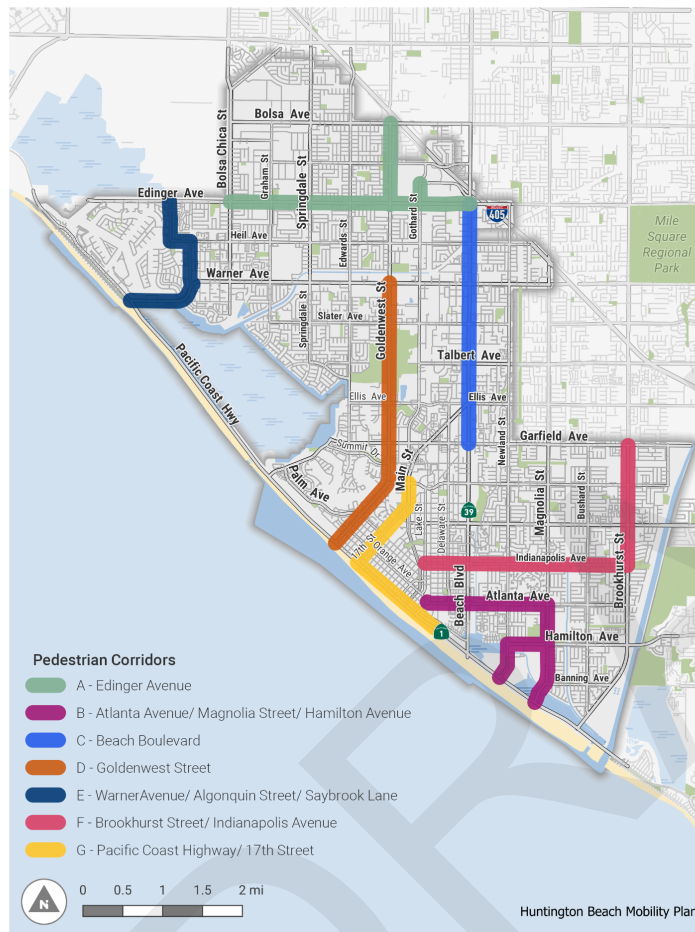 Bolsa Ave
Bolsa Chica St
Graham St
Springdale St
Edinger Ave
405
Heil Ave
Edwards St
Gothard St
Mile
Square
Regional
Park
Warner Ave
Springdale St
Slater Ave
Goldenwest St
Talbert Ave
Pacific Coast Hwy
Ellis Ave
Ellis Ave
Newland St
Garfield Ave
Summit Dr
Main St
Palm Ave
Magnolia St
Bushard St
Lake St
Delaware St
39
17th St
Orange Ave
Indianapolis Ave
Brookhurst St
Beach Blvd
Atlanta Ave
1
Hamilton Ave
Banning Ave
Pedestrian Corridors
A - Edinger Avenue
B - Atlanta Avenue/ Magnolia Street/ Hamilton Avenue
C - Beach Boulevard
D - Goldenwest Street
E - WarnerAvenue/ Algonquin Street/ Saybrook Lane
F - Brookhurst Street/ Indianapolis Avenue
G - Pacific Coast Highway/ 17th Street
N
0 0.5 1 1.5 2 mi
Huntington Beach Mobility Plan